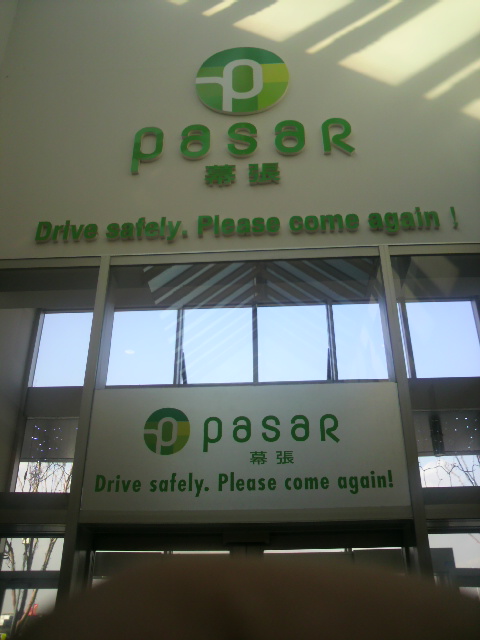 p
pasaR
幕張
Drive safely. Please come again !
p
pasaR
幕張
Drive safely. Please come again!